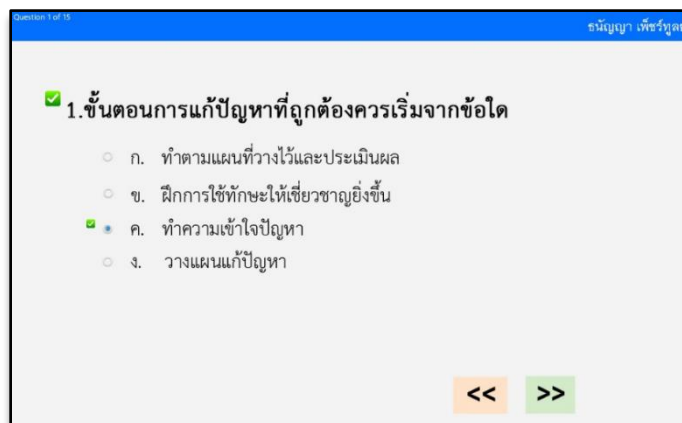 Question 1 of 15
ธนัญญา เพ็ชร์ทูล
1.ขั้นตอนการแก้ปัญหาที่ถูกต้องควรเริ่มจากข้อใด
ก. ทำตามแผนที่วางไว้และประเมินผล
ข. ฝึกการใช้ทักษะให้เชี่ยวชาญยิ่งขึ้น
ค. ทำความเข้าใจปัญหา
ง. วางแผนแก้ปัญหา
<< >>